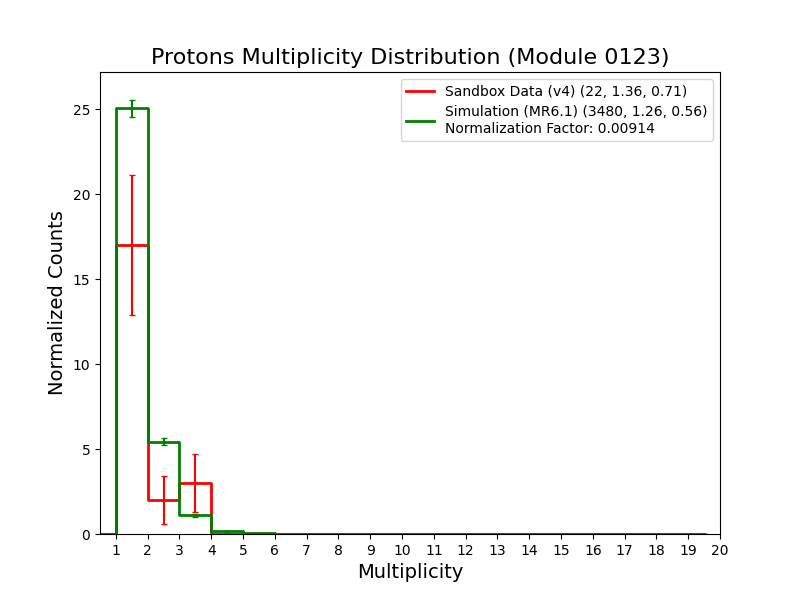 Protons Multiplicity Distribution (Module 0123)
Sandbox Data (v4) (22, 1.36, 0.71)
Simulation (MR6.1) (3480, 1.26, 0.56)
Normalization Factor: 0.00914
Normalized Counts
25
20
15
10
5
0
1 2 3 4 5 6 7 8 9 10 11 12 13 14 15 16 17 18 19 20
Multiplicity